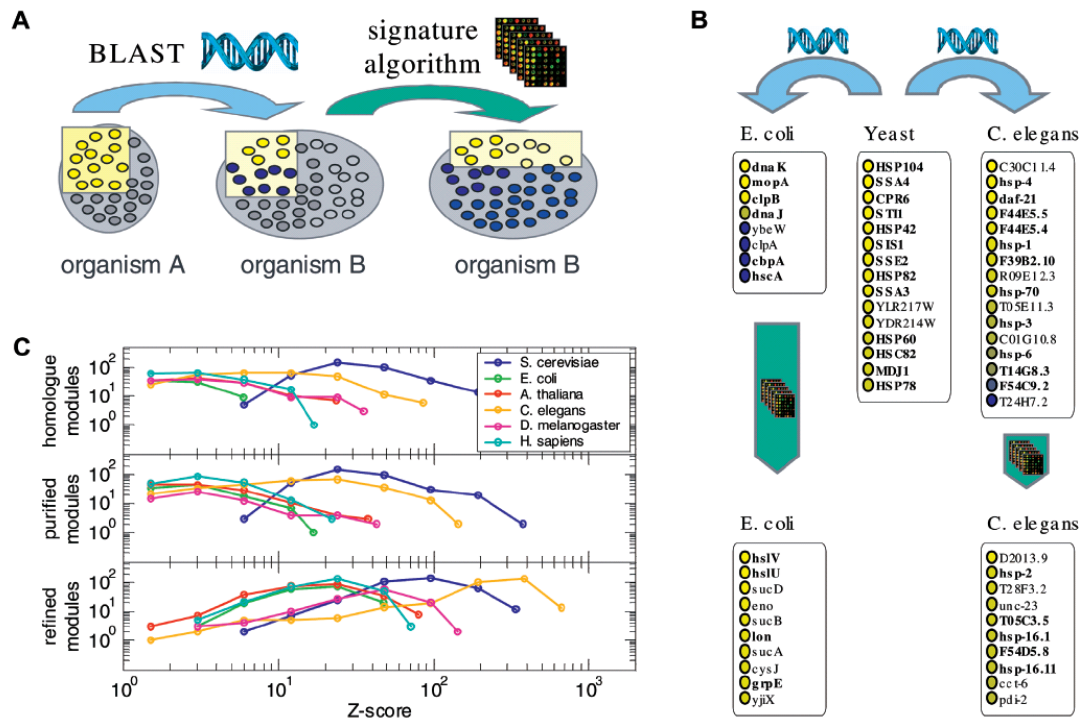 A
BLAST
signature
algorithm
organism A
organism B
organism B
B
E. coli
dnaK
mopA
clpB
dnaJ
ybeW
clpA
cbpA
hscA
Yeast
HSP104
SSA4
CPR6
STI1
HSP42
SIS1
SSE2
HSP82
SSA3
YLR217W
YDR214W
HSP60
HSC82
MDJ1
HSP78
C. elegans
C30C11.4
hsp-4
daf-21
F44E5.5
F44E5.4
hsp-1
F39B2.10
R09E12.3
hsp-70
T05E11.3
hsp-3
C01G10.8
hsp-6
T14G8.3
F54C9.2
T24H7.2
E. coli
hslV
hslU
sucD
eno
sucB
lon
sucA
cysJ
grpE
yjiX
C. elegans
D2013.9
hsp-2
T28F3.2
unc-23
T05C3.5
hsp-16.1
F54D5.8
hsp-16.11
cct-6
pdi-2
C
homologue
modules
10^2
10^1
10^0
S. cerevisiae
E. coli
A. thaliana
C. elegans
D. melanogaster
H. sapiens
purified
modules
10^2
10^1
10^0
refined
modules
10^2
10^1
10^0
10^0
10^1
10^2
10^3
Z-score